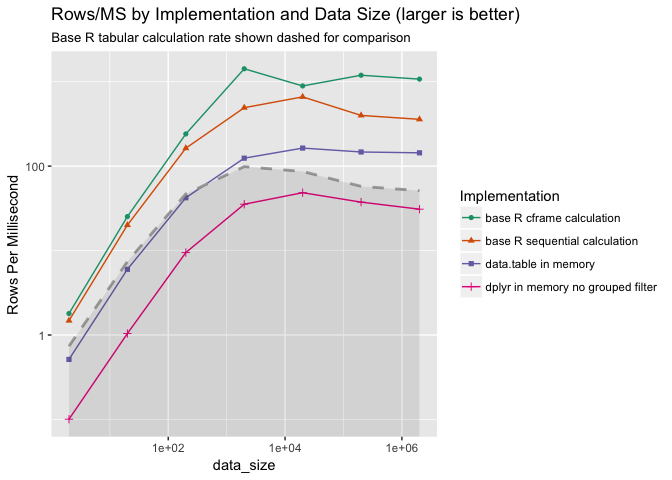 Rows/MS by Implementation and Data Size (larger is better)
Base R tabular calculation rate shown dashed for comparison
Rows Per Millisecond
100
1
1e+02
1e+04
1e+06
data_size
Implementation
base R cframe calculation
base R sequential calculation
data.table in memory
dplyr in memory no grouped filter